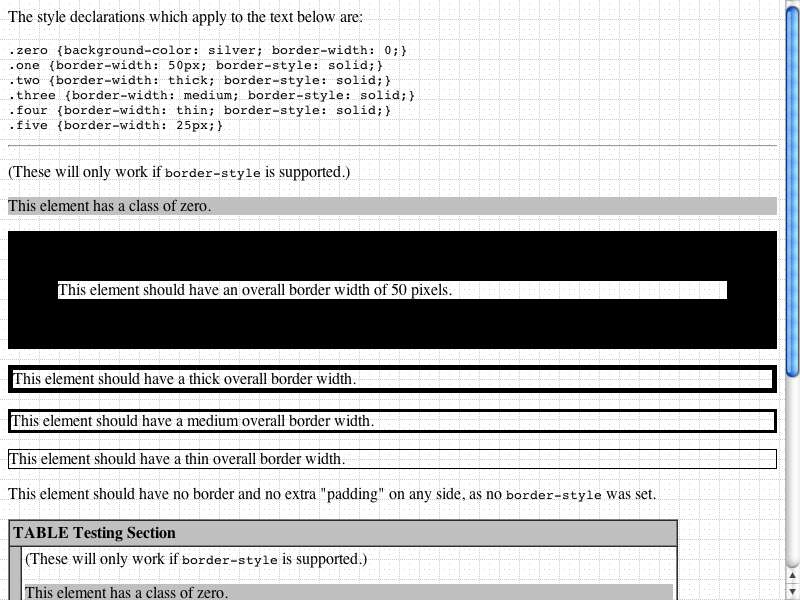 The style declarations which apply to the text below are:
.zero {background-color: silver; border-width: 0;}
.one {border-width: 50px; border-style: solid;}
.two {border-width: thick; border-style: solid;}
.three {border-width: medium; border-style: solid;}
.four {border-width: thin; border-style: solid;}
.five {border-width: 25px;}
(These will only work if border-style is supported.)
This element has a class of zero.
This element should have an overall border width of 50 pixels.
This element should have a thick overall border width.
This element should have a medium overall border width.
This element should have a thin overall border width.
This element should have no border and no extra "padding" on any side, as no border-style was set.
TABLE Testing Section
(These will only work if border-style is supported.)
This element has a class of zero.